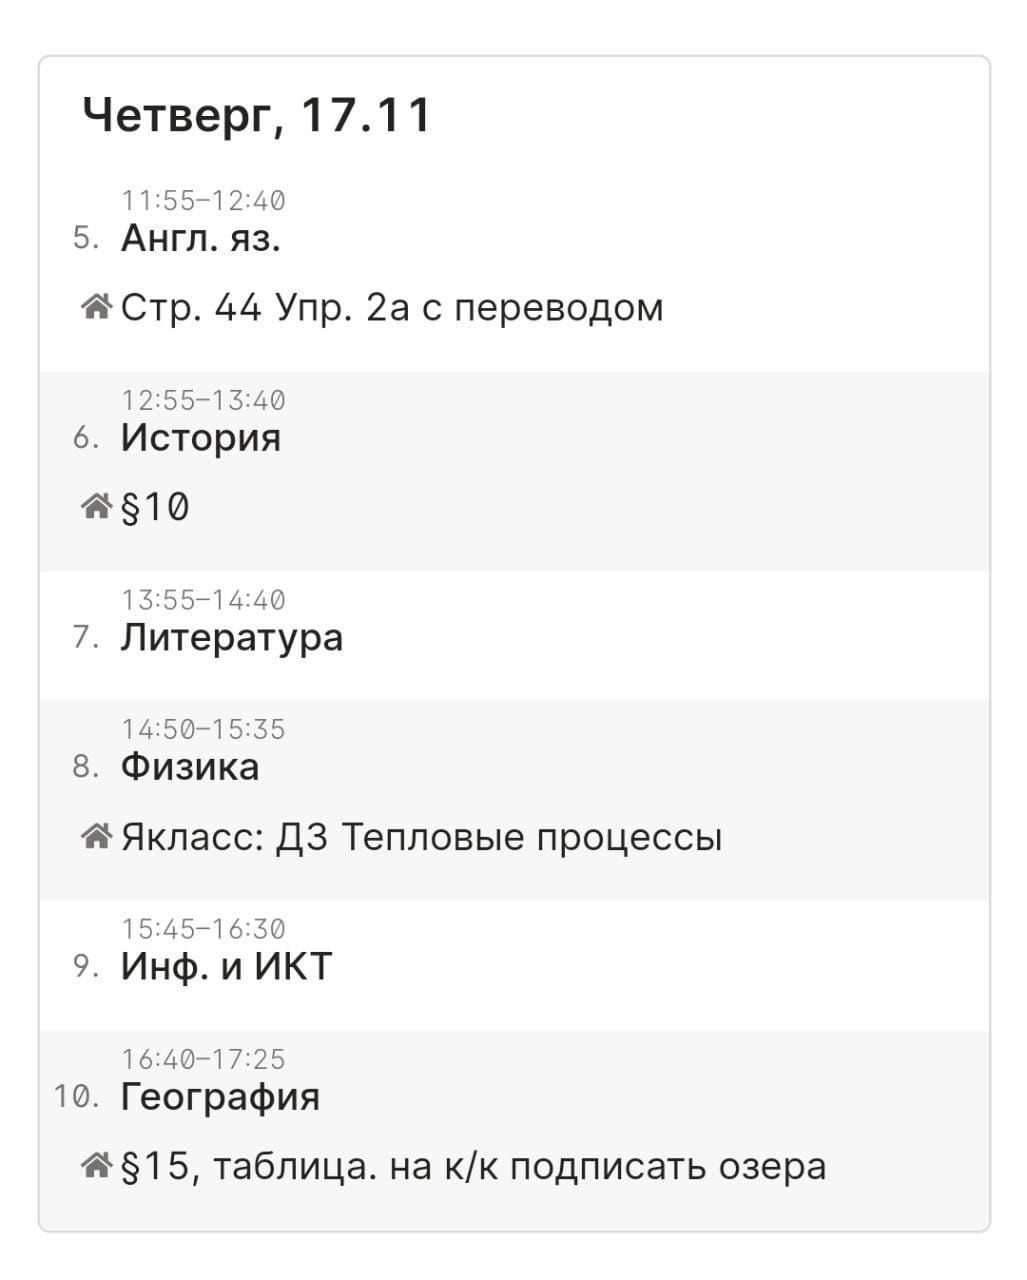 Четверг, 17.11
11:55–12:40
5. Англ. яз.
Стр. 44 Упр. 2а с переводом
12:55–13:40
6. История
§10
13:55–14:40
7. Литература
14:50–15:35
8. Физика
Якласс: ДЗ Тепловые процессы
15:45–16:30
9. Инф. и ИКТ
16:40–17:25
10. География
§15, таблица. на к/к подписать озера